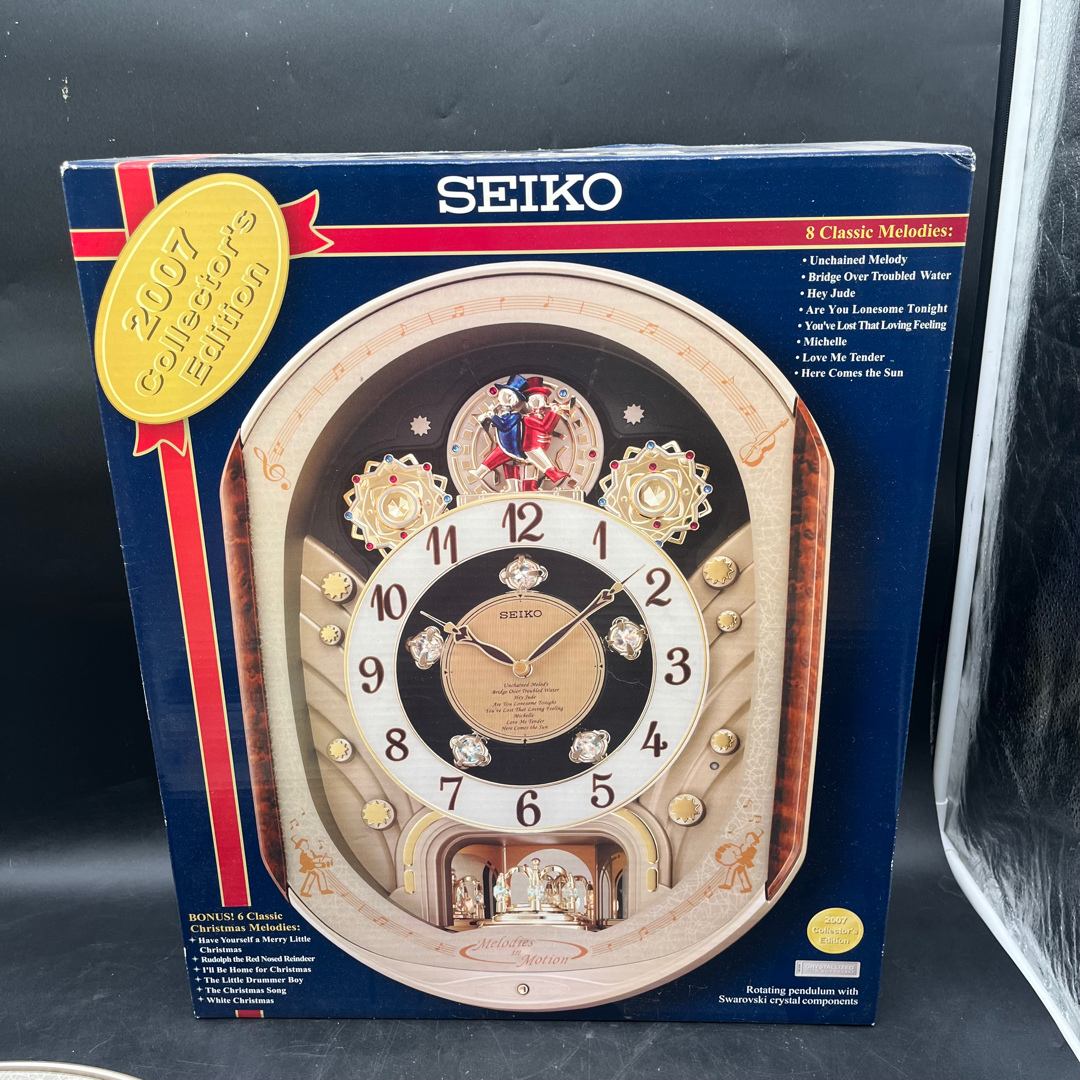 SEIKO
2007
Collector's
Edition
8 Classic Melodies:
• Unchained Melody
• Bridge Over Troubled Water
• Hey Jude
• Are You Lonesome Tonight
• You've Lost That Loving Feeling
• Michelle
• Love Me Tender
• Here Comes the Sun
12
1
2
3
4
5
6
7
8
9
10
11
SEIKO
Unchained Melody
Bridge Over Troubled Water
Hey Jude
Are You Lonesome Tonight
You've Lost That Loving Feeling
Michelle
Love Me Tender
Here Comes the Sun
Melodies
in
Motion
BONUS! 6 Classic
Christmas Melodies:
+ Have Yourself a Merry Little
Christmas
+ Rudolph the Red Nosed Reindeer
+ I'll Be Home for Christmas
+ The Little Drummer Boy
+ The Christmas Song
+ White Christmas
2007
Collector's
Edition
Rotating pendulum with
Swarovski crystal components